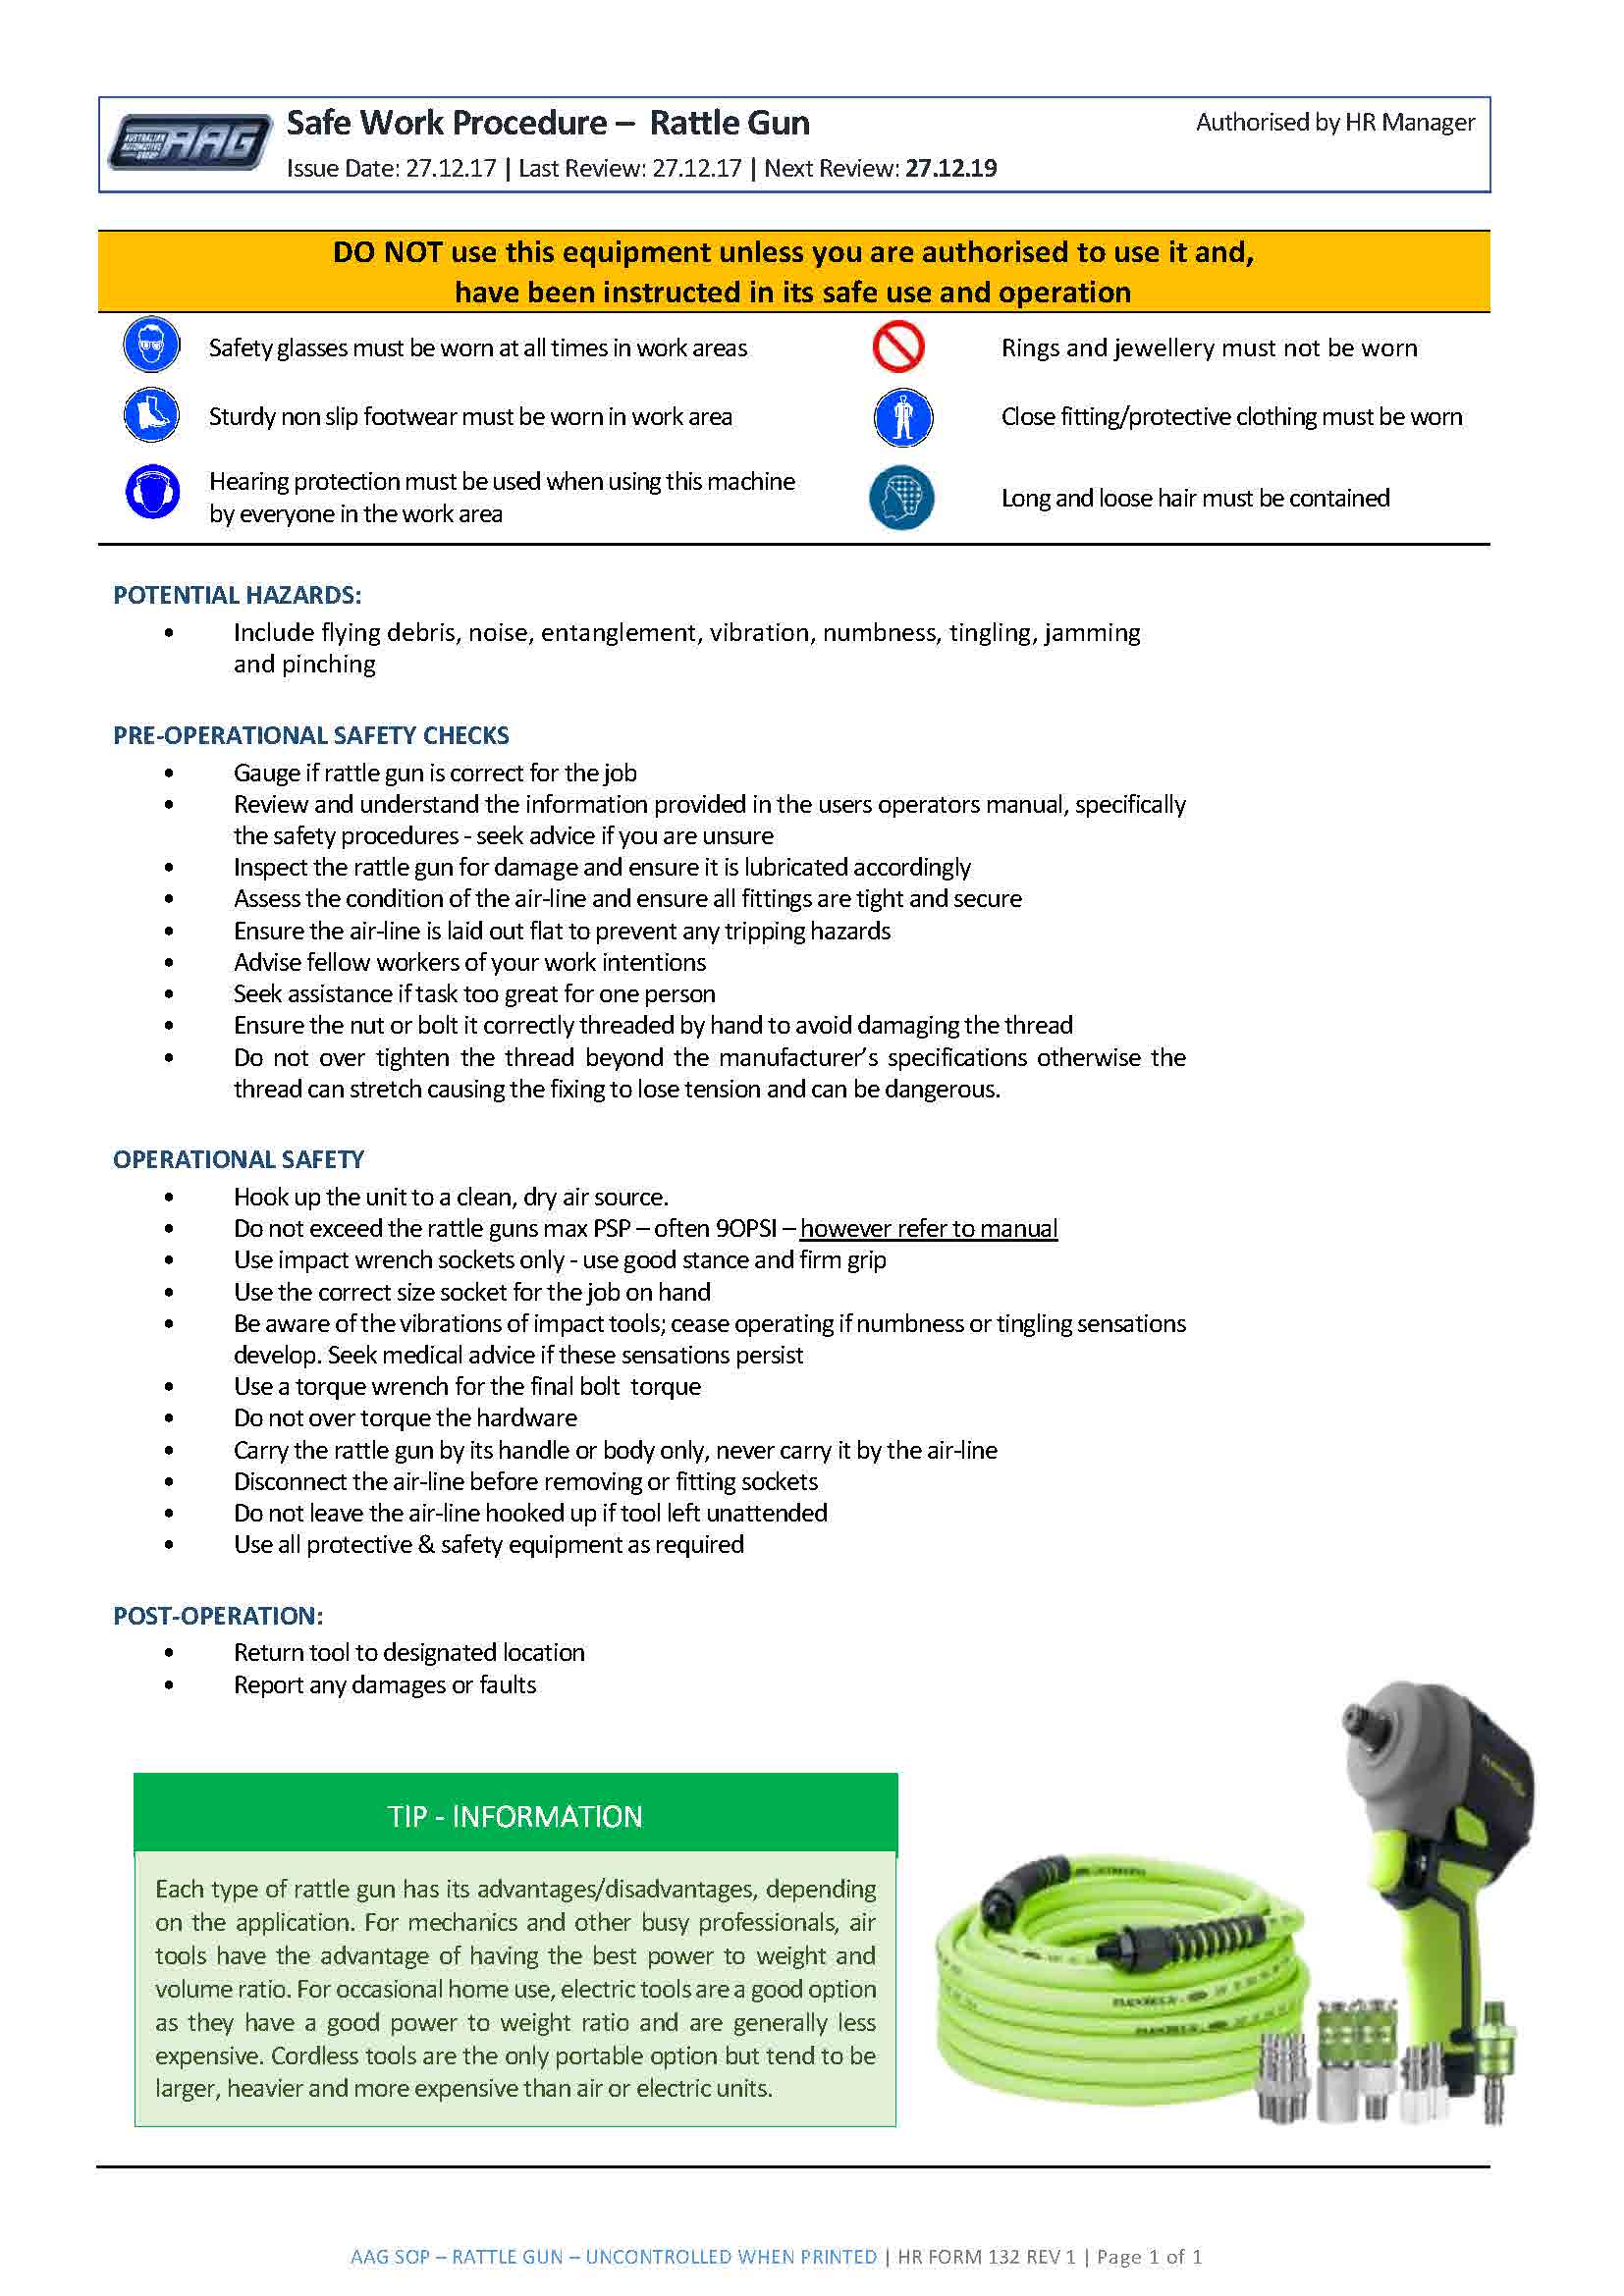 AUSTRALIAN
AUTOMOTIVE
GROUP
AAG
Safe Work Procedure – Rattle Gun
Authorised by HR Manager
Issue Date: 27.12.17 | Last Review: 27.12.17 | Next Review: 27.12.19
DO NOT use this equipment unless you are authorised to use it and,
have been instructed in its safe use and operation
Safety glasses must be worn at all times in work areas
Rings and jewellery must not be worn
Sturdy non slip footwear must be worn in work area
Close fitting/protective clothing must be worn
Hearing protection must be used when using this machine
by everyone in the work area
Long and loose hair must be contained
POTENTIAL HAZARDS:
• Include flying debris, noise, entanglement, vibration, numbness, tingling, jamming
and pinching
PRE-OPERATIONAL SAFETY CHECKS
• Gauge if rattle gun is correct for the job
• Review and understand the information provided in the users operators manual, specifically
the safety procedures - seek advice if you are unsure
• Inspect the rattle gun for damage and ensure it is lubricated accordingly
• Assess the condition of the air-line and ensure all fittings are tight and secure
• Ensure the air-line is laid out flat to prevent any tripping hazards
• Advise fellow workers of your work intentions
• Seek assistance if task too great for one person
• Ensure the nut or bolt it correctly threaded by hand to avoid damaging the thread
• Do not over tighten the thread beyond the manufacturer's specifications otherwise the
thread can stretch causing the fixing to lose tension and can be dangerous.
OPERATIONAL SAFETY
• Hook up the unit to a clean, dry air source.
• Do not exceed the rattle guns max PSP – often 9OPSI – however refer to manual
• Use impact wrench sockets only - use good stance and firm grip
• Use the correct size socket for the job on hand
• Be aware of the vibrations of impact tools; cease operating if numbness or tingling sensations
develop. Seek medical advice if these sensations persist
• Use a torque wrench for the final bolt torque
• Do not over torque the hardware
• Carry the rattle gun by its handle or body only, never carry it by the air-line
• Disconnect the air-line before removing or fitting sockets
• Do not leave the air-line hooked up if tool left unattended
• Use all protective & safety equipment as required
POST-OPERATION:
• Return tool to designated location
• Report any damages or faults
TIP - INFORMATION
Each type of rattle gun has its advantages/disadvantages, depending
on the application. For mechanics and other busy professionals, air
tools have the advantage of having the best power to weight and
volume ratio. For occasional home use, electric tools are a good option
as they have a good power to weight ratio and are generally less
expensive. Cordless tools are the only portable option but tend to be
larger, heavier and more expensive than air or electric units.
AAG SOP – RATTLE GUN – UNCONTROLLED WHEN PRINTED | HR FORM 132 REV 1 | Page 1 of 1